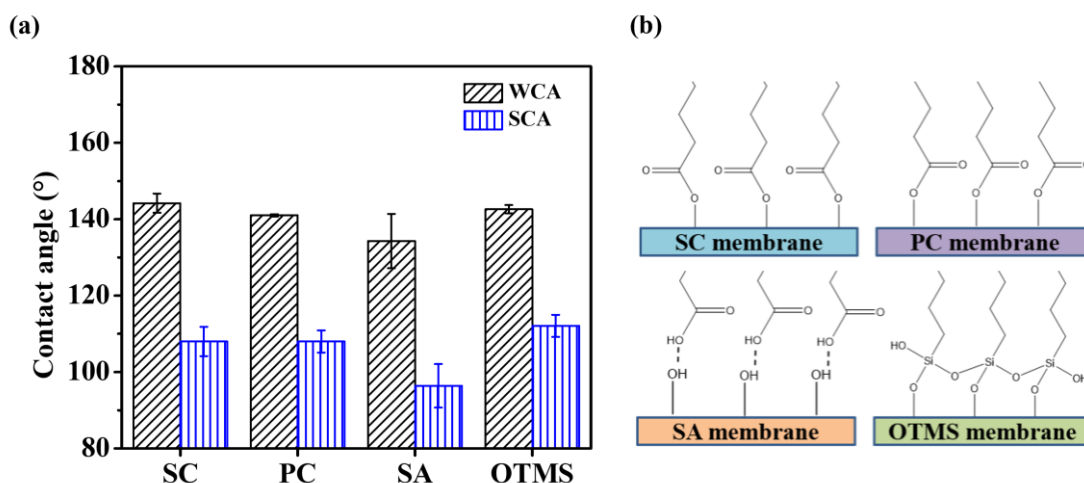 (a)
180
160
140
120
100
80
Contact angle (°)
WCA
SCA
SC PC SA OTMS
(b)
O O O
O O O
SC membrane
O O O
O O O
PC membrane
O O O
HO HO HO
OH OH OH
SA membrane
HO Si Si Si OH
O O
O O O
OTMS membrane